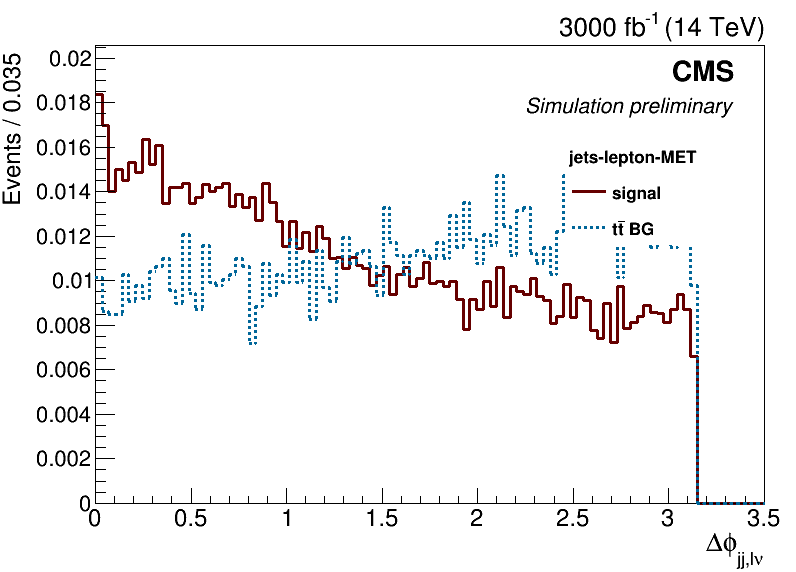 3000 fb-1 (14 TeV)
CMS
Simulation preliminary
jets-lepton-MET
signal
tt̄ BG
Events / 0.035
0.02
0.018
0.016
0.014
0.012
0.01
0.008
0.006
0.004
0.002
0
0 0.5 1 1.5 2 2.5 3 3.5
Δϕjj,lν